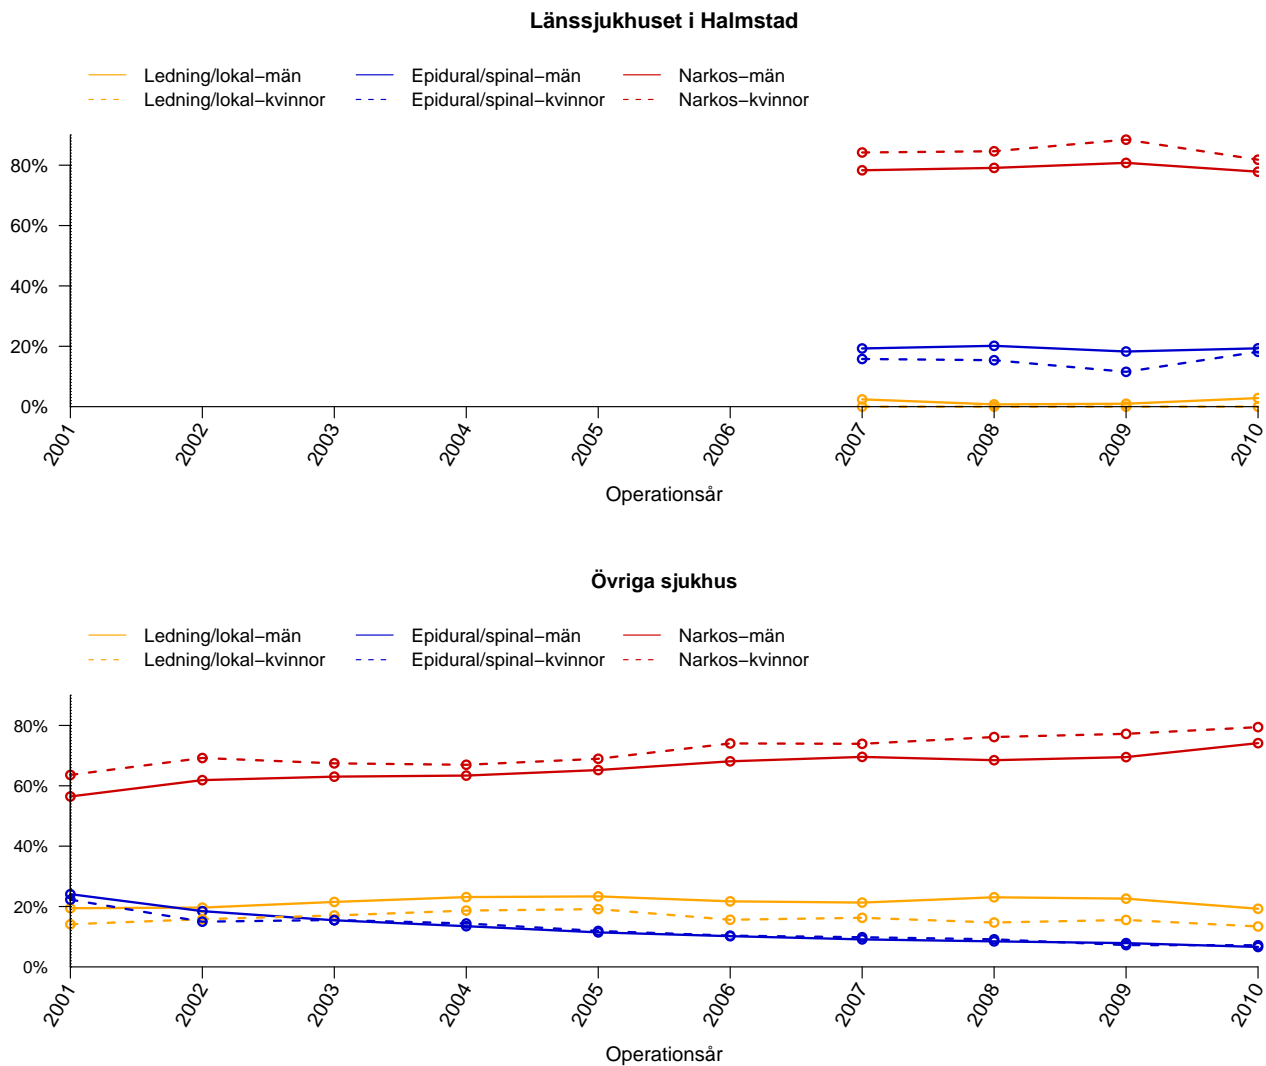 Länssjukhuset i Halmstad
Ledning/lokal−män Epidural/spinal−män Narkos−män
Ledning/lokal−kvinnor Epidural/spinal−kvinnor Narkos−kvinnor
80%
60%
40%
20%
0%
2001 2002 2003 2004 2005 2006 2007 2008 2009 2010
Operationsår
Övriga sjukhus
Ledning/lokal−män Epidural/spinal−män Narkos−män
Ledning/lokal−kvinnor Epidural/spinal−kvinnor Narkos−kvinnor
80%
60%
40%
20%
0%
2001 2002 2003 2004 2005 2006 2007 2008 2009 2010
Operationsår